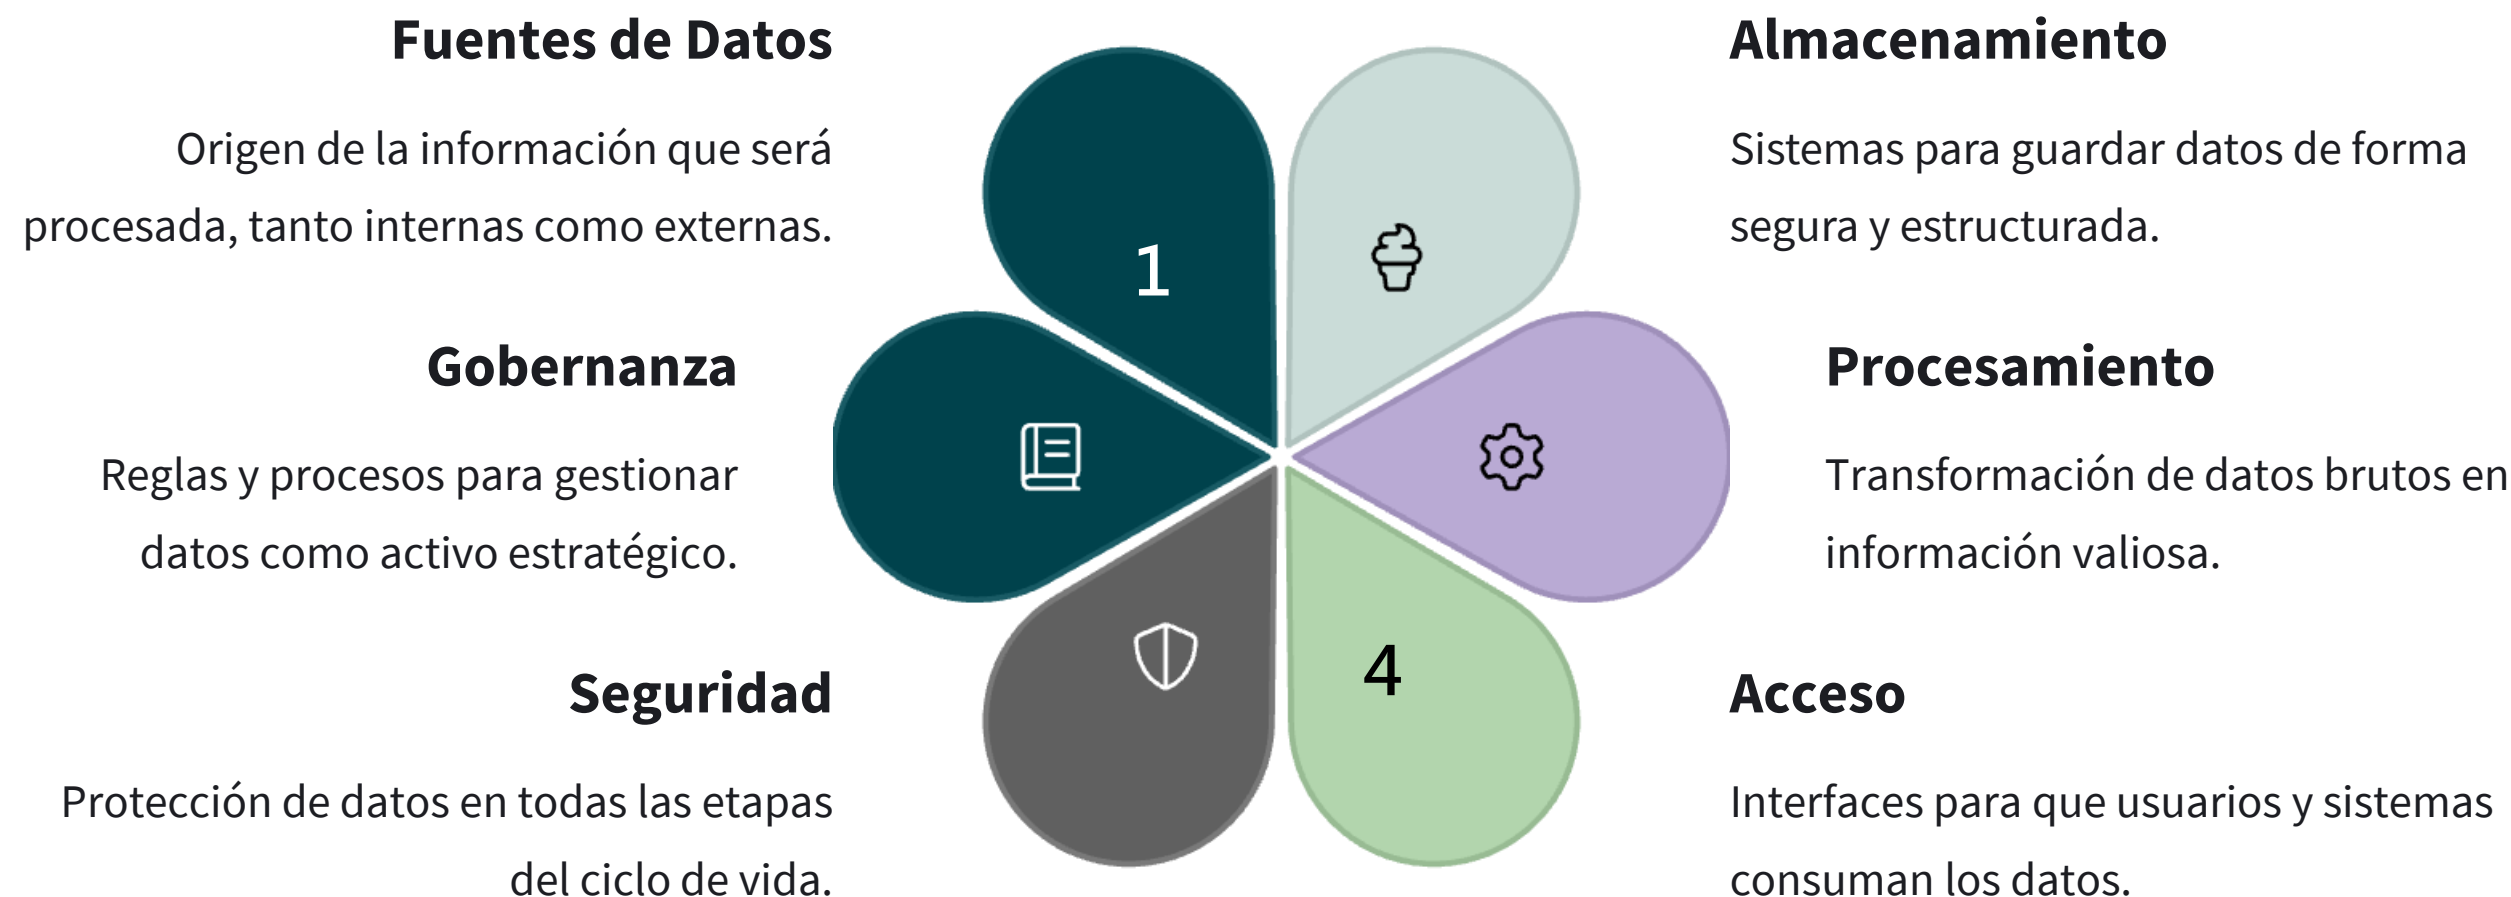 Fuentes de Datos
Origen de la información que será
procesada, tanto internas como externas.
Gobernanza
Reglas y procesos para gestionar
datos como activo estratégico.
Seguridad
Protección de datos en todas las etapas
del ciclo de vida.
1
4
Almacenamiento
Sistemas para guardar datos de forma
segura y estructurada.
Procesamiento
Transformación de datos brutos en
información valiosa.
Acceso
Interfaces para que usuarios y sistemas
consuman los datos.